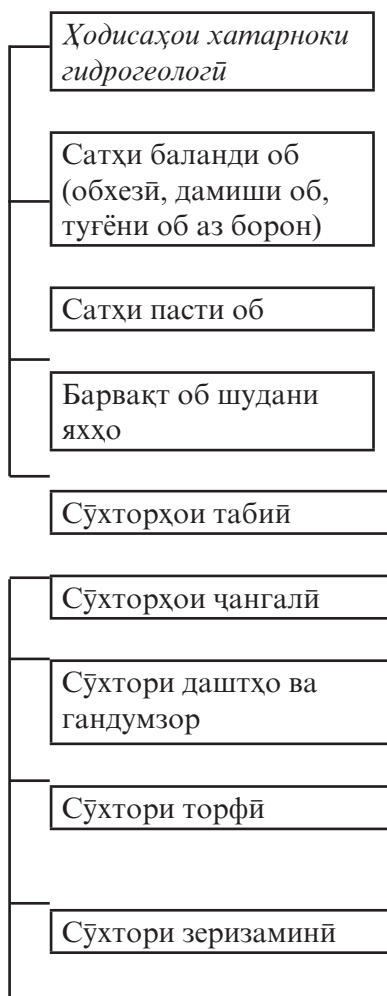 Ҳодисаҳои хатарноки
гидрогеологӣ
Сатҳи баланди об
(обхезӣ, дамиши об,
туғёни об аз борон)
Сатҳи пасти об
Барвақт об шудани
яхҳо
Сӯхторҳои табиӣ
Сӯхторҳои ҷангалӣ
Сӯхтори даштҳо ва
гандумзор
Сӯхтори торфӣ
Сӯхтори зеризаминӣ